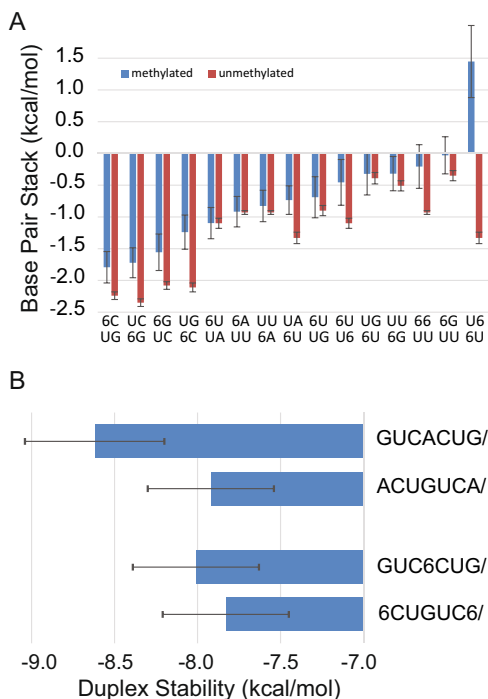 A
Base Pair Stack (kcal/mol)
methylated unmethylated
1.5
1.0
0.5
0.0
-0.5
-1.0
-1.5
-2.0
-2.5
6C UC 6G UG 6U 6A UU UA 6U 6U UG UU 66 6G U6
UG 6G UC 6C UA UU 6A 6U UG U6 6U 6G UU UU 6U
B
GUCACUG/
ACUGUCA/
GUC6CUG/
6CUGUC6/
-9.0 -8.5 -8.0 -7.5 -7.0
Duplex Stability (kcal/mol)